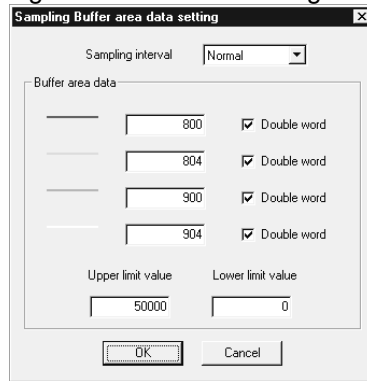 Sampling Buffer area data setting
Sampling interval Normal
Buffer area data
800 Double word
804 Double word
900 Double word
904 Double word
Upper limit value Lower limit value
50000 0
OK Cancel